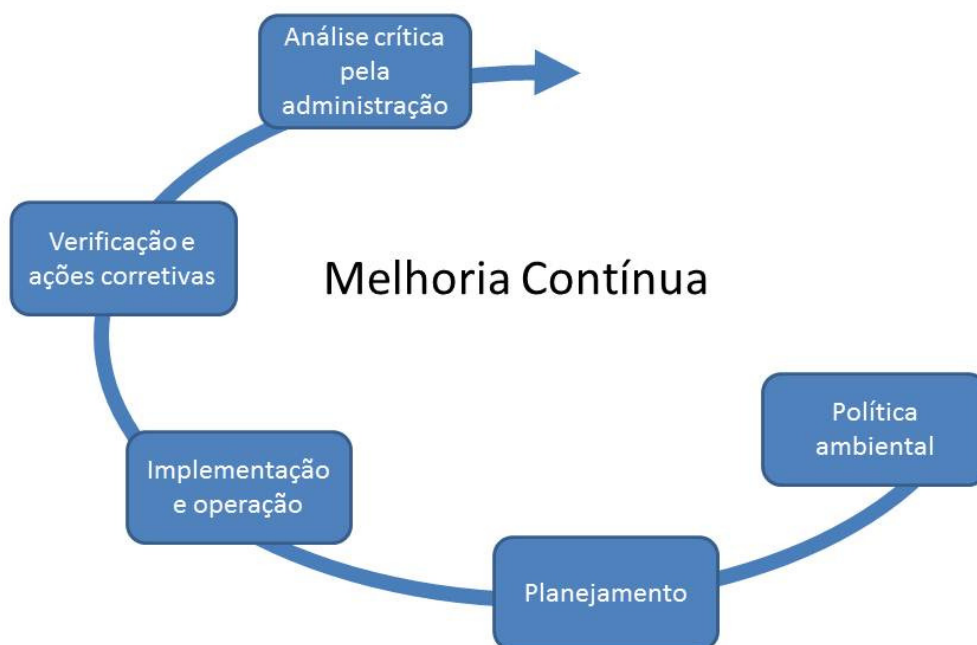 Análise crítica
pela
administração
Verificação e
ações corretivas
Melhoria Contínua
Política
ambiental
Implementação
e operação
Planejamento